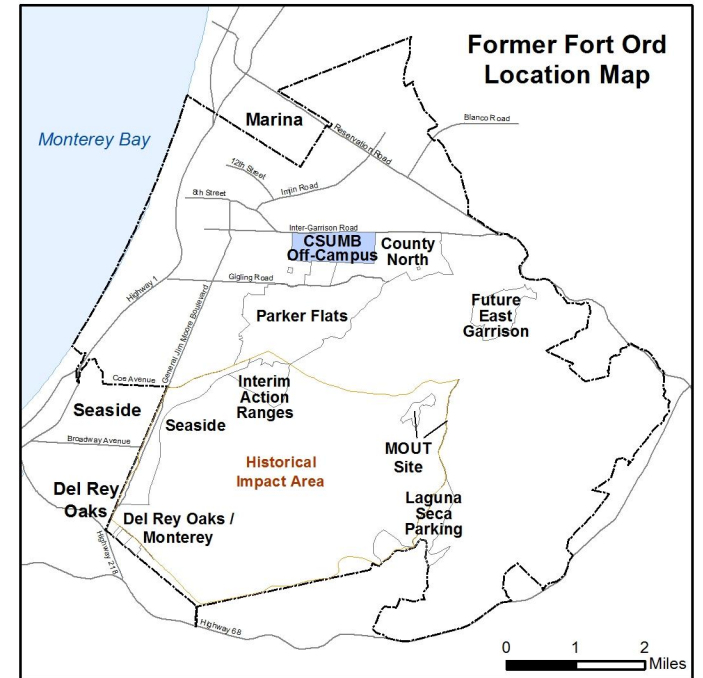 Former Fort Ord
Location Map
Marina
Blanco Road
Monterey Bay
Reservation Road
12th Street
Imjin Road
8th Street
Inter-Garrison Road
CSUMB
Off-Campus
County
North
Gigling Road
Highway 1
General Jim Moore Boulevard
Parker Flats
Future
East
Garrison
Coe Avenue
Interim
Action
Ranges
Seaside
Seaside
Broadway Avenue
MOUT
Site
Historical
Impact Area
Del Rey
Oaks
Laguna
Seca
Parking
Del Rey Oaks /
Monterey
Highway 218
Highway 68
0 1 2
Miles